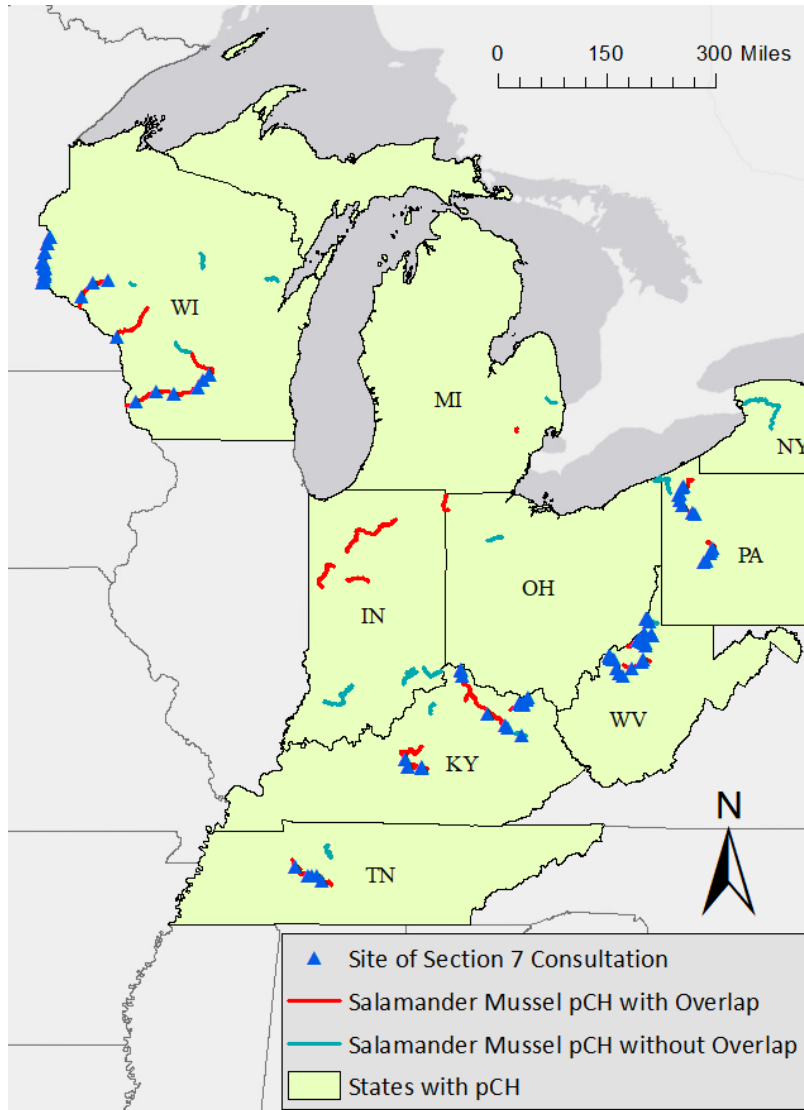 0 150 300 Miles
WI
MI
NY
PA
OH
IN
WV
KY
N
TN
Site of Section 7 Consultation
Salamander Mussel pCH with Overlap
Salamander Mussel pCH without Overlap
States with pCH